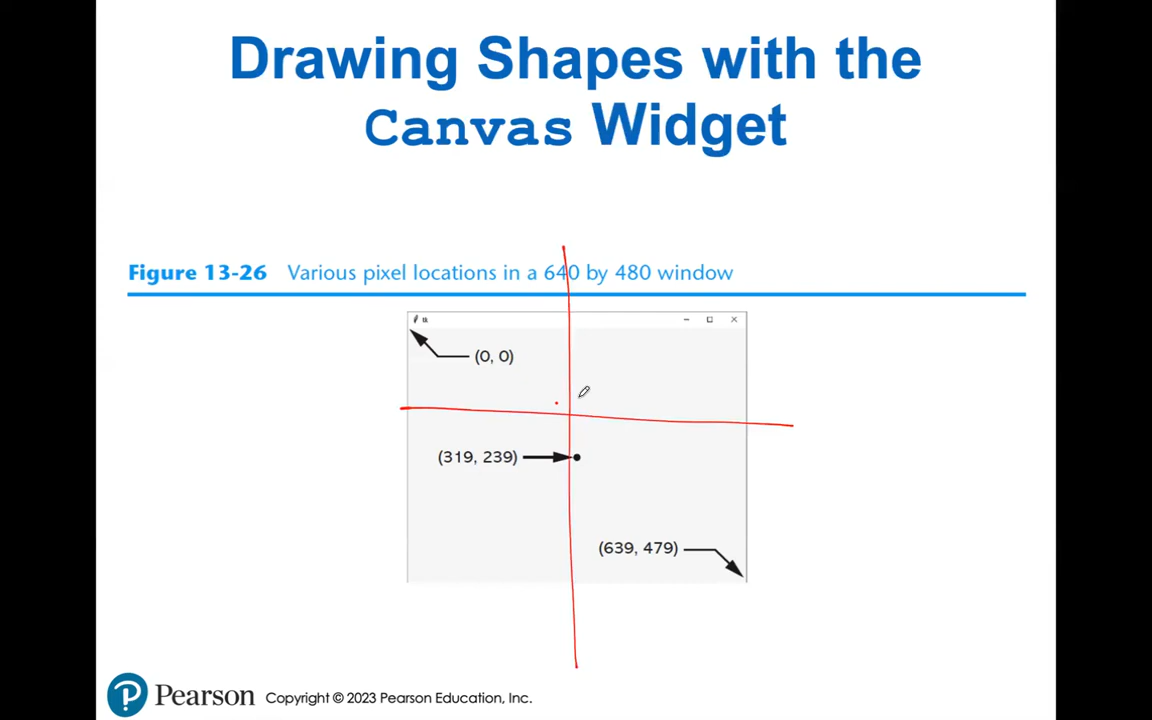 Drawing Shapes with the
Canvas Widget
Figure 13-26 Various pixel locations in a 640 by 480 window
(0, 0)
(319, 239)
(639, 479)
Pearson Copyright © 2023 Pearson Education, Inc.